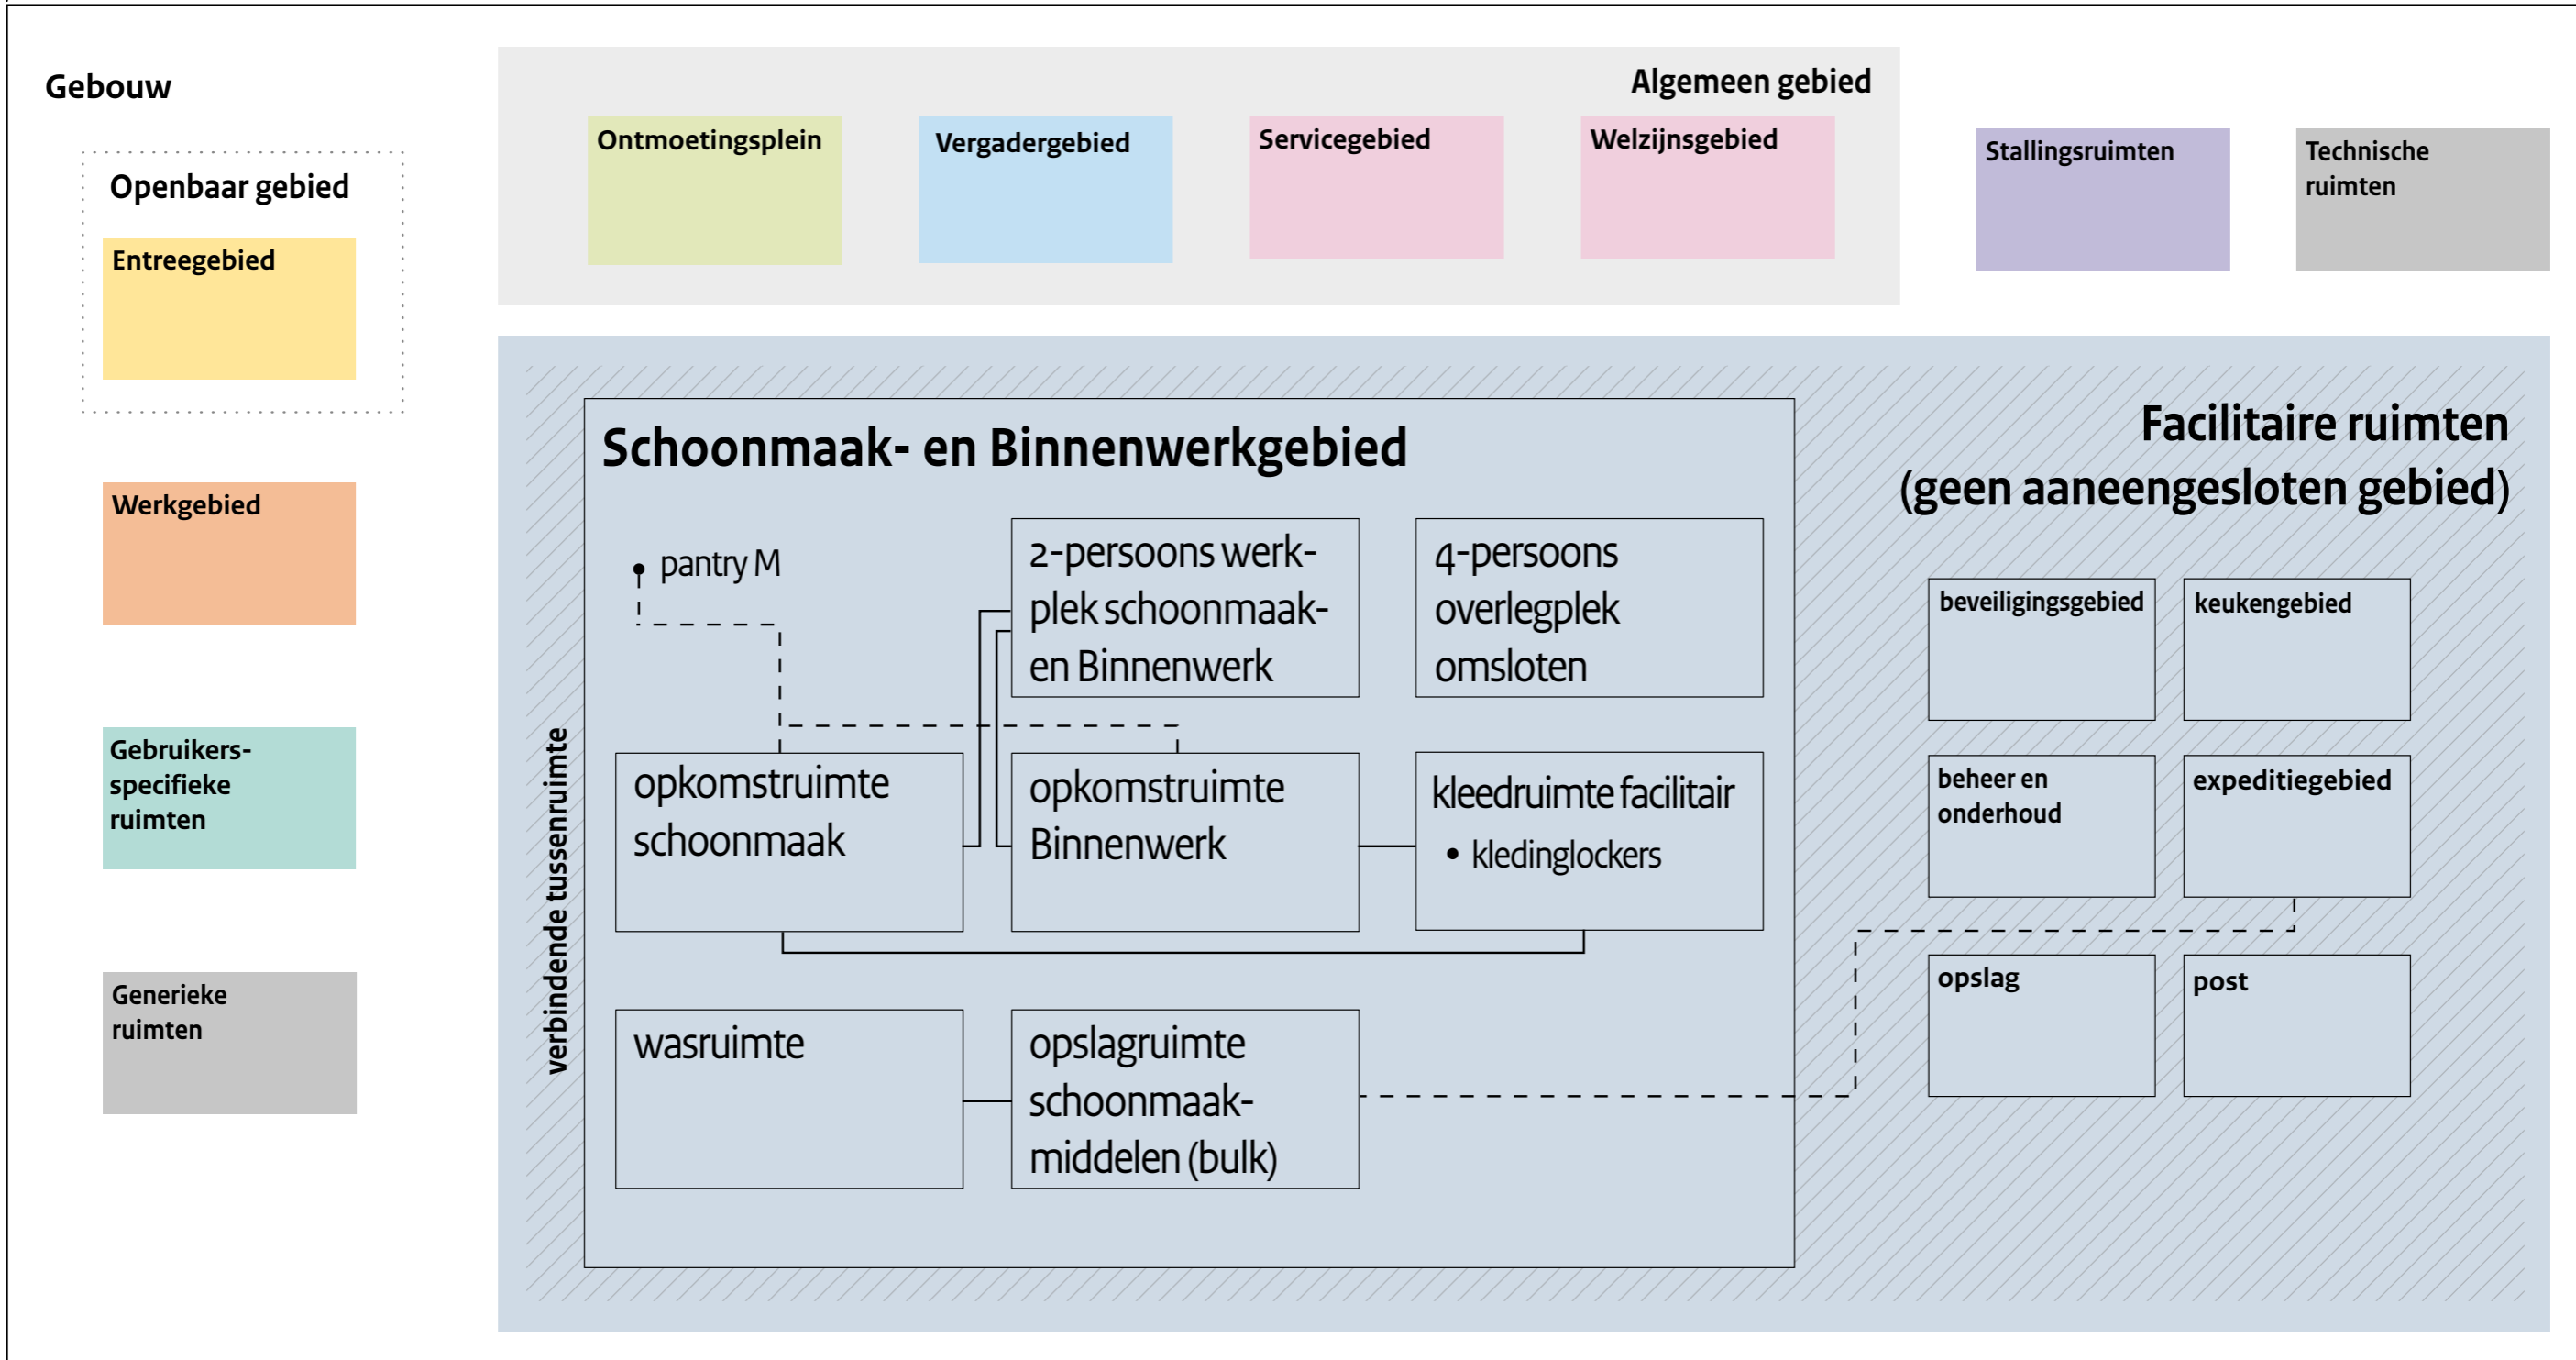 Gebouw
Openbaar gebied
Entreegebied
Werkgebied
Gebruikers-
specifieke
ruimten
Generieke
ruimten
Algemeen gebied
Ontmoetingsplein
Vergadergebied
Servicegebied
Welzijnsgebied
Stallingsruimten
Technische
ruimten
Facilitaire ruimten
(geen aaneengesloten gebied)
verbindende tussenruimte
Schoonmaak- en Binnenwerkgebied
• pantry M
2-persoons werk-
plek schoonmaak-
en Binnenwerk
4-persoons
overlegplek
omsloten
opkomstruimte
schoonmaak
opkomstruimte
Binnenwerk
kleedruimte facilitair
• kledinglockers
wasruimte
opslagruimte
schoonmaak-
middelen (bulk)
beveiligingsgebied
keukengebied
beheer en
onderhoud
expeditiegebied
opslag
post